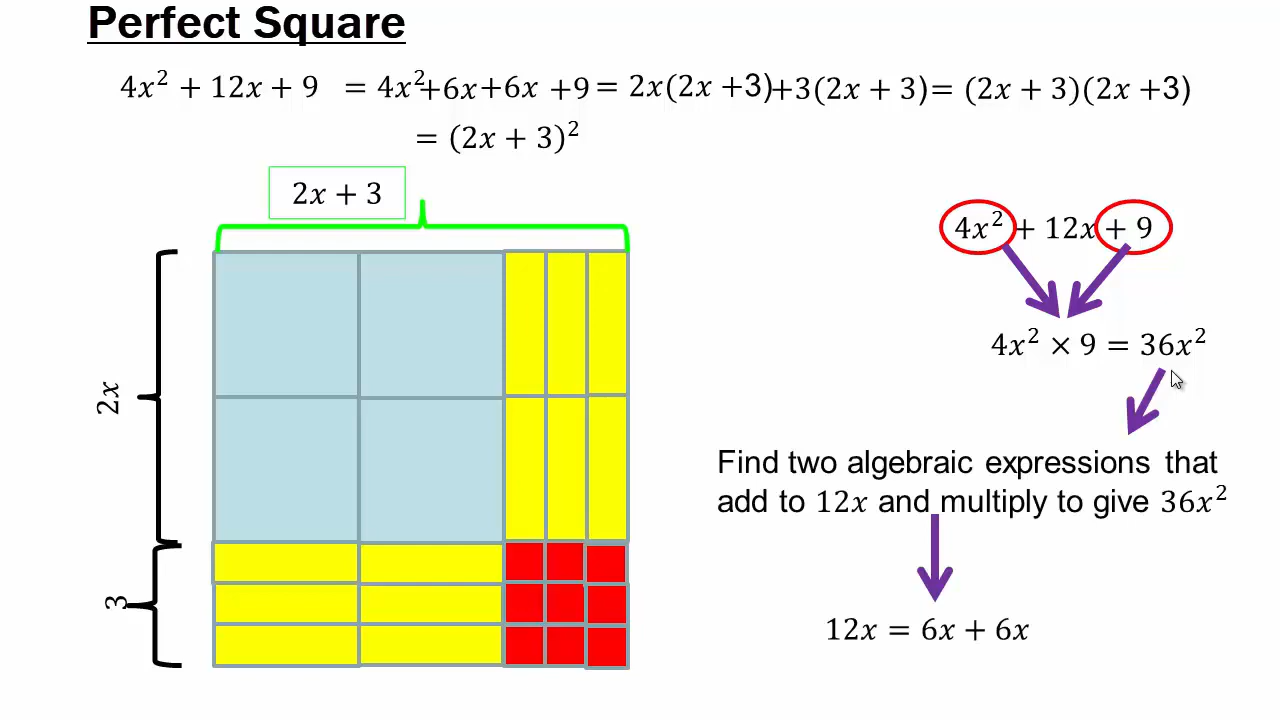 Perfect Square
4x² + 12x + 9 = 4x²+6x+6x +9 = 2x(2x +3)+3(2x + 3)= (2x + 3)(2x +3)
= (2x + 3)²
2x + 3
4x² + 12x + 9
4x² × 9 = 36x²
2x
Find two algebraic expressions that
add to 12x and multiply to give 36x²
3
12x = 6x + 6x